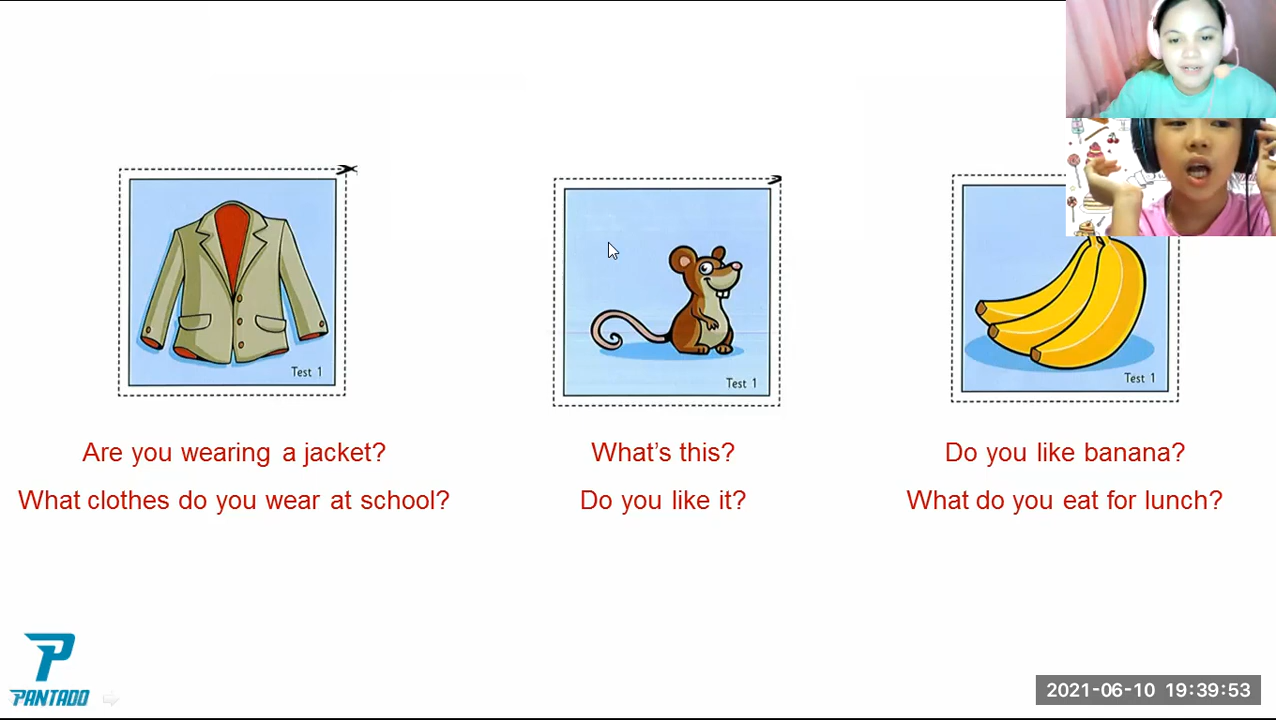 Test 1
Are you wearing a jacket?
What clothes do you wear at school?
Test 1
What's this?
Do you like it?
Test 1
Do you like banana?
What do you eat for lunch?
PANTADO
2021-06-10 19:39:53